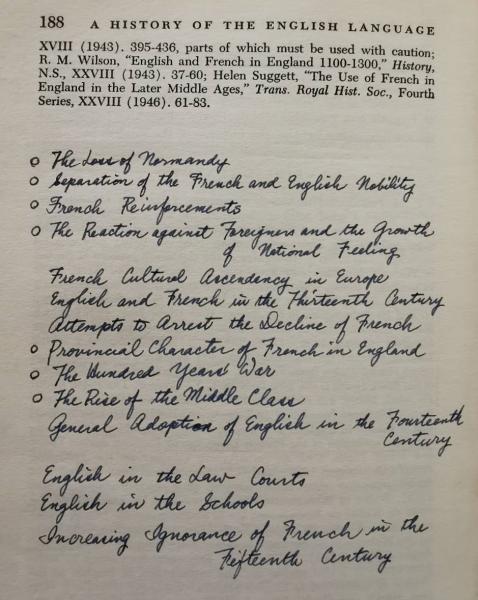 188 A HISTORY OF THE ENGLISH LANGUAGE
XVIII (1943). 395-436, parts of which must be used with caution;
R. M. Wilson, "English and French in England 1100-1300," History,
N.S., XXVIII (1943). 37-60; Helen Suggett, "The Use of French in
England in the Later Middle Ages," Trans. Royal Hist. Soc., Fourth
Series, XXVIII (1946). 61-83.
o The Loss of Normandy
o Separation of the French and English Nobility
o French Reinforcements
o The Reaction against Foreigners and the Growth
of National Feeling
French Cultural Ascendancy in Europe
English and French in the Thirteenth Century
Attempts to Arrest the Decline of French
o Provincial Character of French in England
o The Hundred Years' War
o The Rise of the Middle Class
General Adoption of English in the Fourteenth
Century
English in the Law Courts
English in the Schools
Increasing Ignorance of French in the
Fifteenth Century